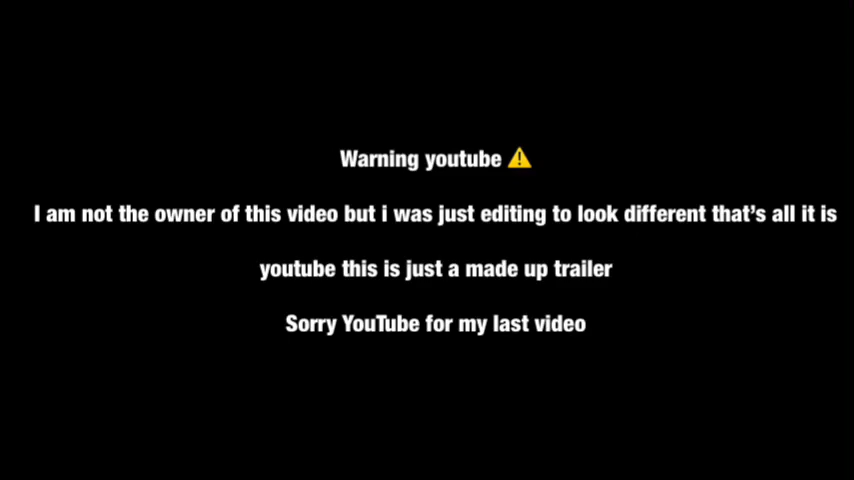 Warning youtube ⚠️
I am not the owner of this video but i was just editing to look different that's all it is
youtube this is just a made up trailer
Sorry YouTube for my last video